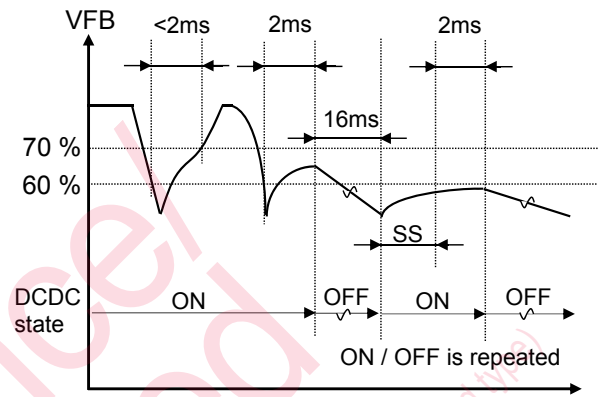 VFB
<2ms 2ms 2ms
16ms
70 %
60 %
SS
DCDC
state
ON OFF ON OFF
ON / OFF is repeated